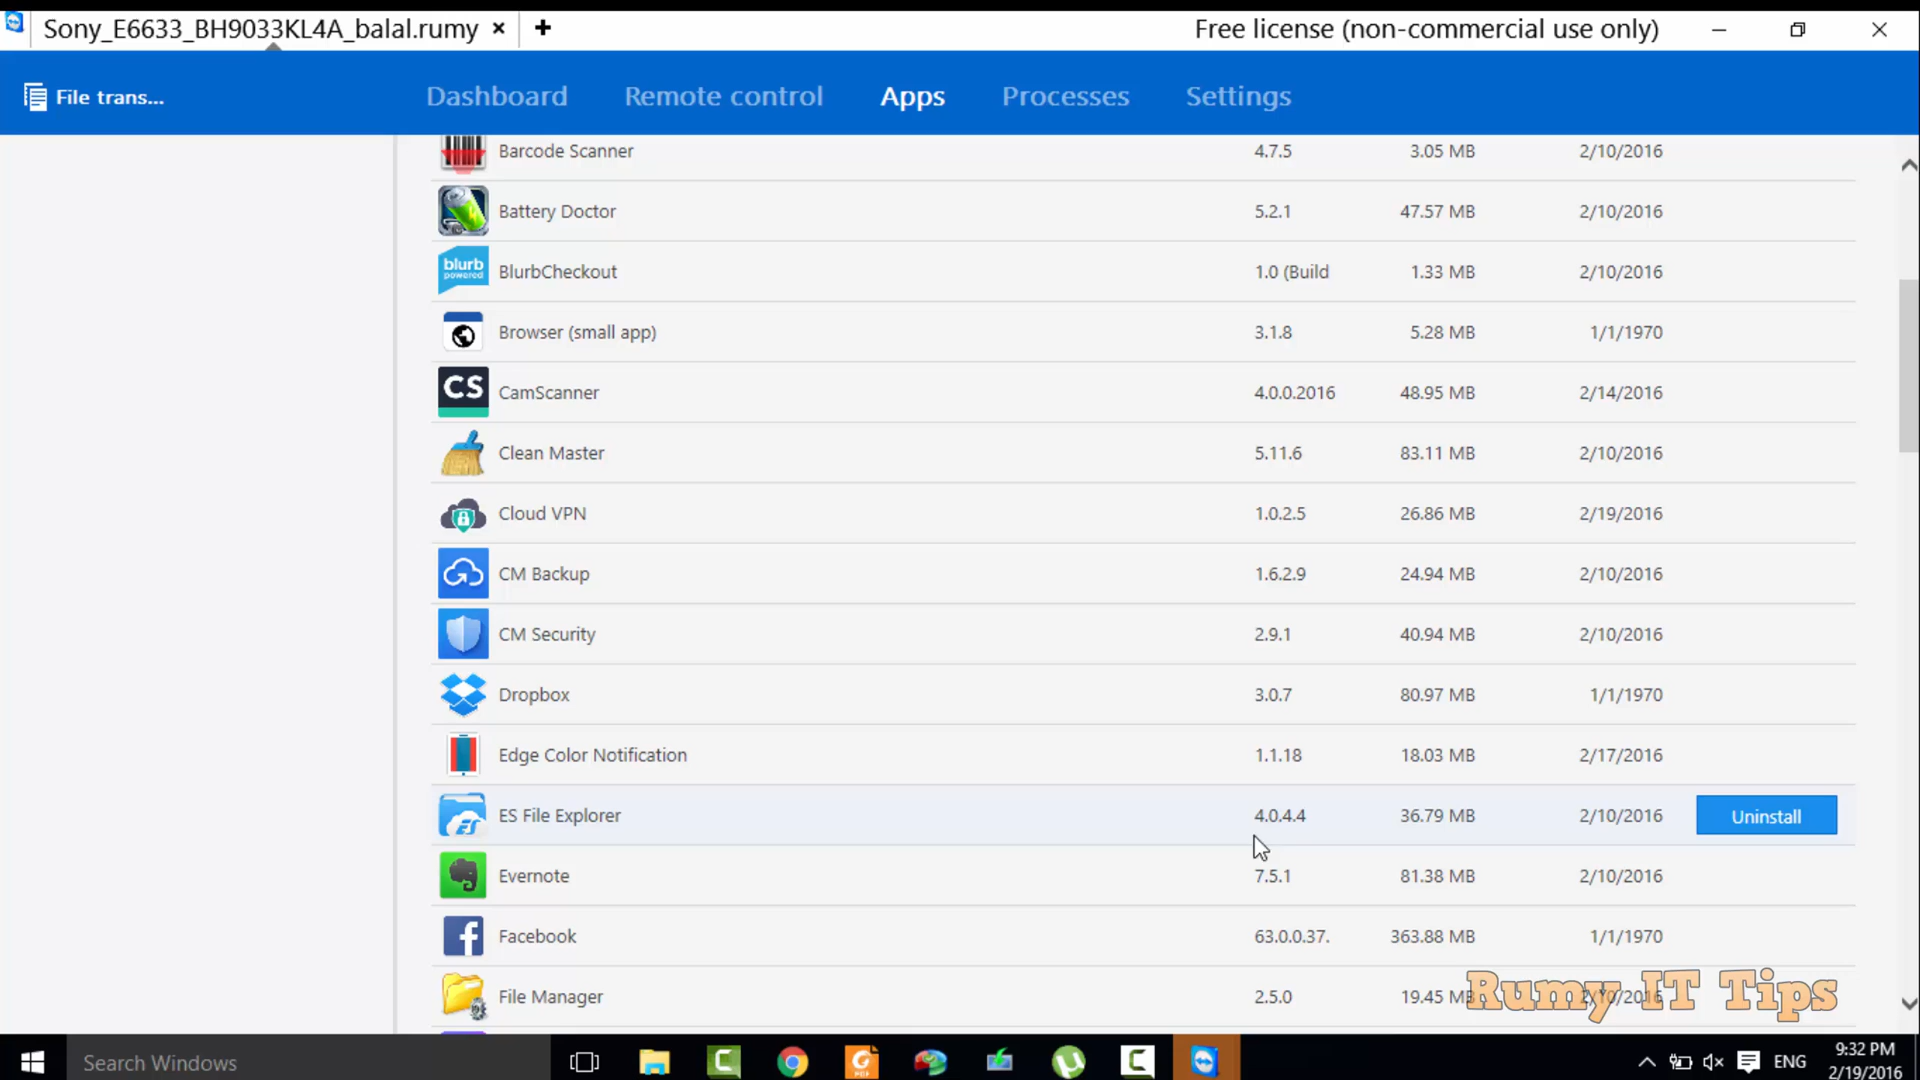 Sony_E6633_BH9033KL4A_balal.rumy × + Free license (non-commercial use only)
File trans... Dashboard Remote control Apps Processes Settings
Barcode Scanner 4.7.5 3.05 MB 2/10/2016
Battery Doctor 5.2.1 47.57 MB 2/10/2016
blurb powered BlurbCheckout 1.0 (Build 1.33 MB 2/10/2016
Browser (small app) 3.1.8 5.28 MB 1/1/1970
CS CamScanner 4.0.0.2016 48.95 MB 2/14/2016
Clean Master 5.11.6 83.11 MB 2/10/2016
Cloud VPN 1.0.2.5 26.86 MB 2/19/2016
CM Backup 1.6.2.9 24.94 MB 2/10/2016
CM Security 2.9.1 40.94 MB 2/10/2016
Dropbox 3.0.7 80.97 MB 1/1/1970
Edge Color Notification 1.1.18 18.03 MB 2/17/2016
ES ES File Explorer 4.0.4.4 36.79 MB 2/10/2016 Uninstall
Evernote 7.5.1 81.38 MB 2/10/2016
f Facebook 63.0.0.37. 363.88 MB 1/1/1970
File Manager 2.5.0 19.45 MB 2/10/2016
Rumy IT Tips
Search Windows ENG 9:32 PM
2/19/2016